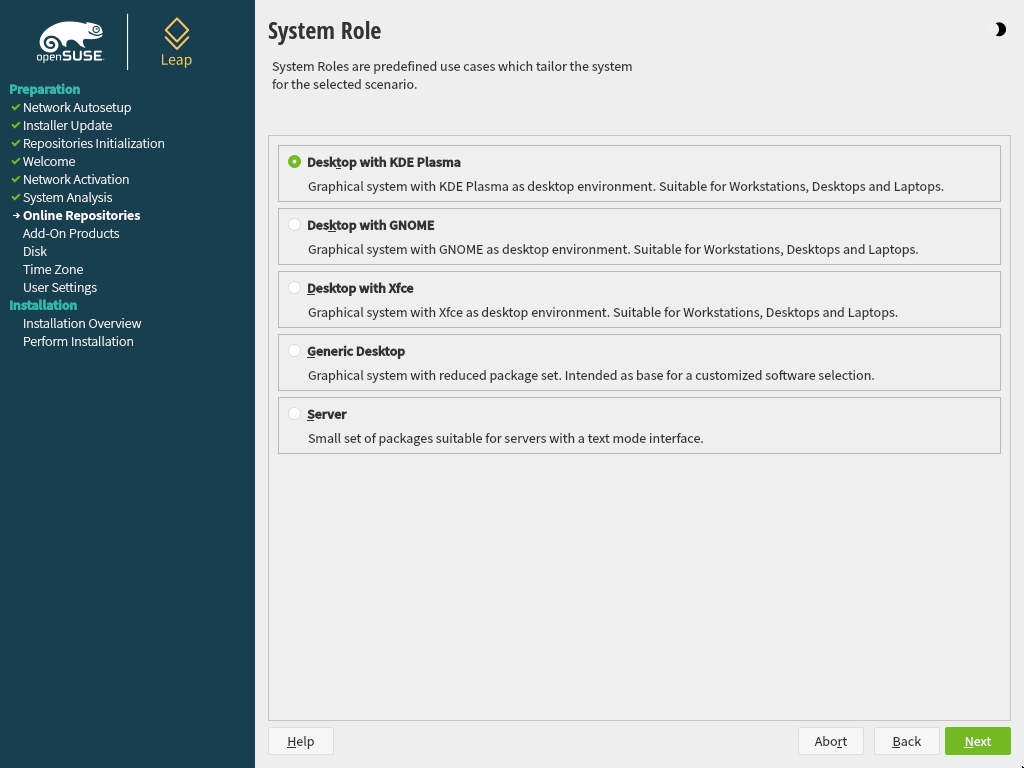 openSUSE
Leap
Preparation
Network Autosetup
Installer Update
Repositories Initialization
Welcome
Network Activation
System Analysis
Online Repositories
Add-On Products
Disk
Time Zone
User Settings
Installation
Installation Overview
Perform Installation
System Role
System Roles are predefined use cases which tailor the system
for the selected scenario.
Desktop with KDE Plasma
Graphical system with KDE Plasma as desktop environment. Suitable for Workstations, Desktops and Laptops.
Desktop with GNOME
Graphical system with GNOME as desktop environment. Suitable for Workstations, Desktops and Laptops.
Desktop with Xfce
Graphical system with Xfce as desktop environment. Suitable for Workstations, Desktops and Laptops.
Generic Desktop
Graphical system with reduced package set. Intended as base for a customized software selection.
Server
Small set of packages suitable for servers with a text mode interface.
Help
Abort
Back
Next